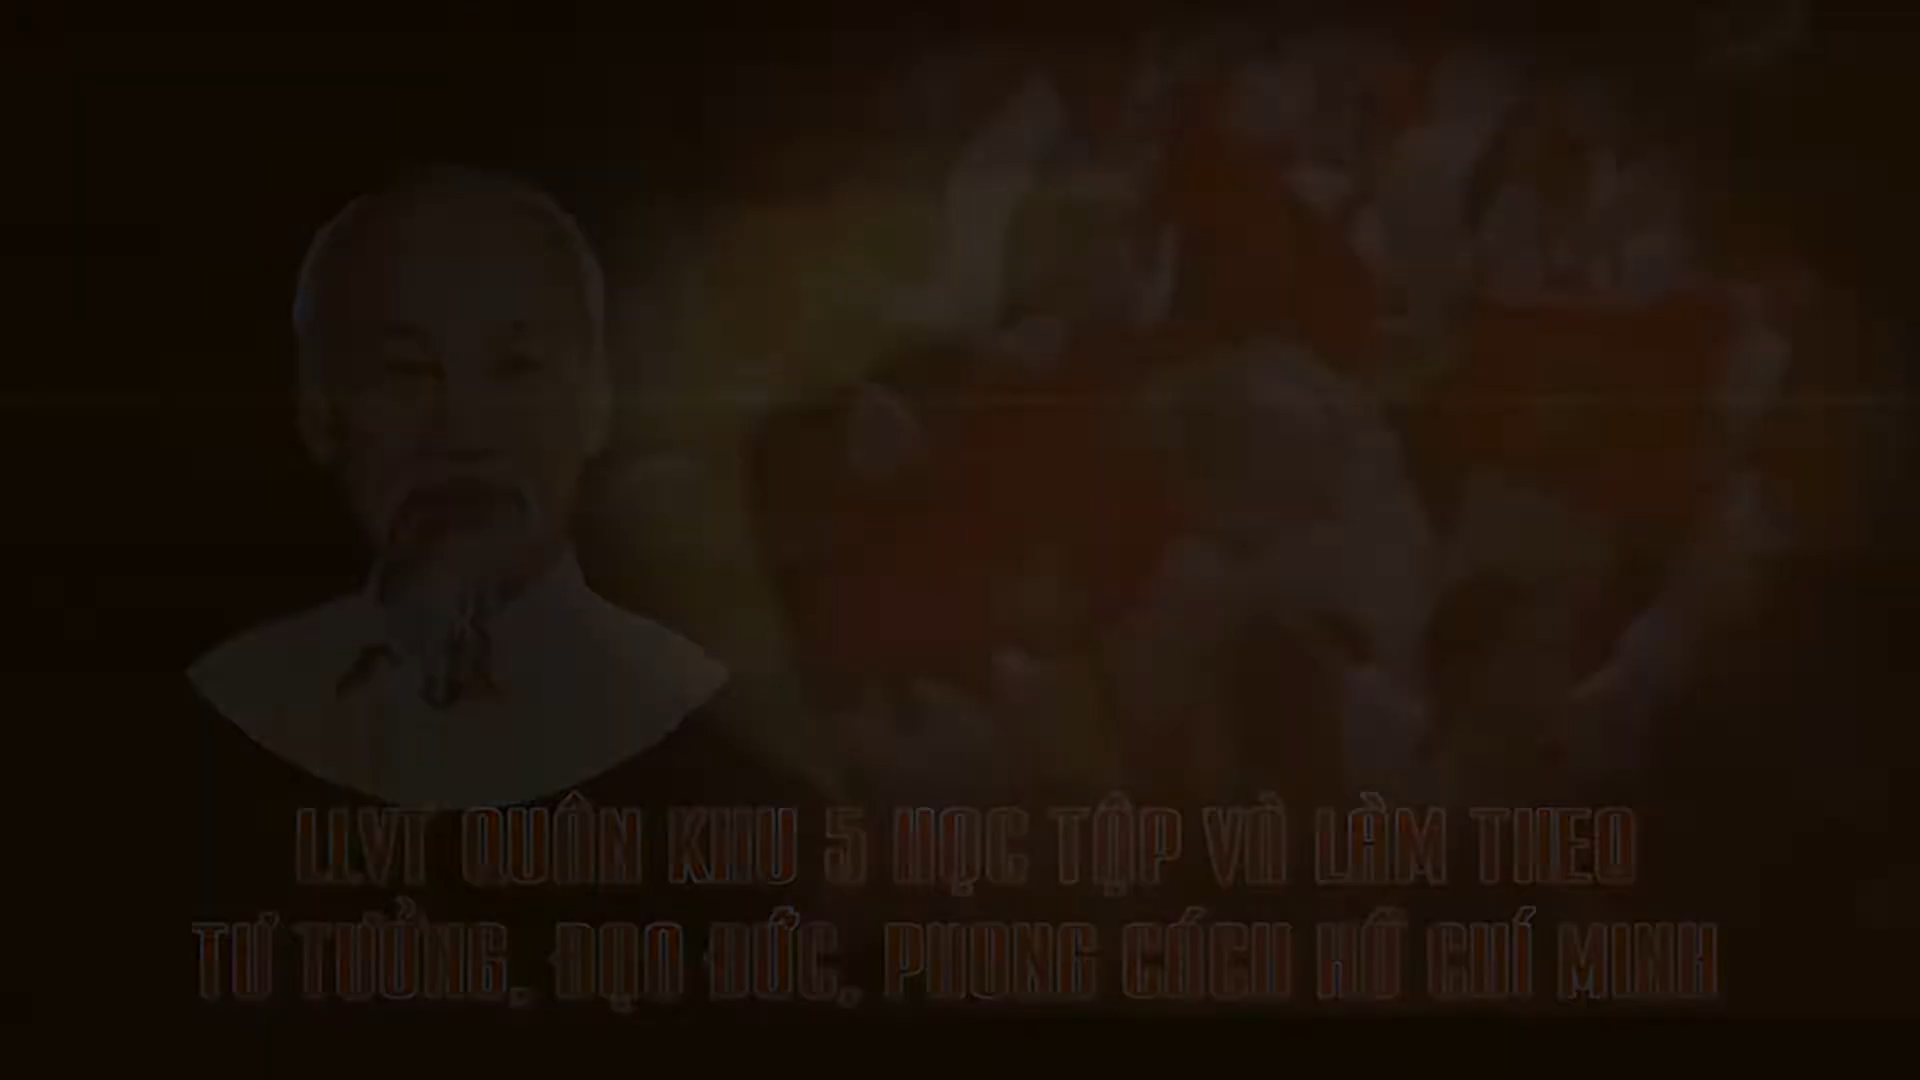 LLVT QUÂN KHU 5 HỌC TẬP VÀ LÀM THEO
TƯ TƯỞNG, ĐẠO ĐỨC, PHONG CÁCH HỒ CHÍ MINH